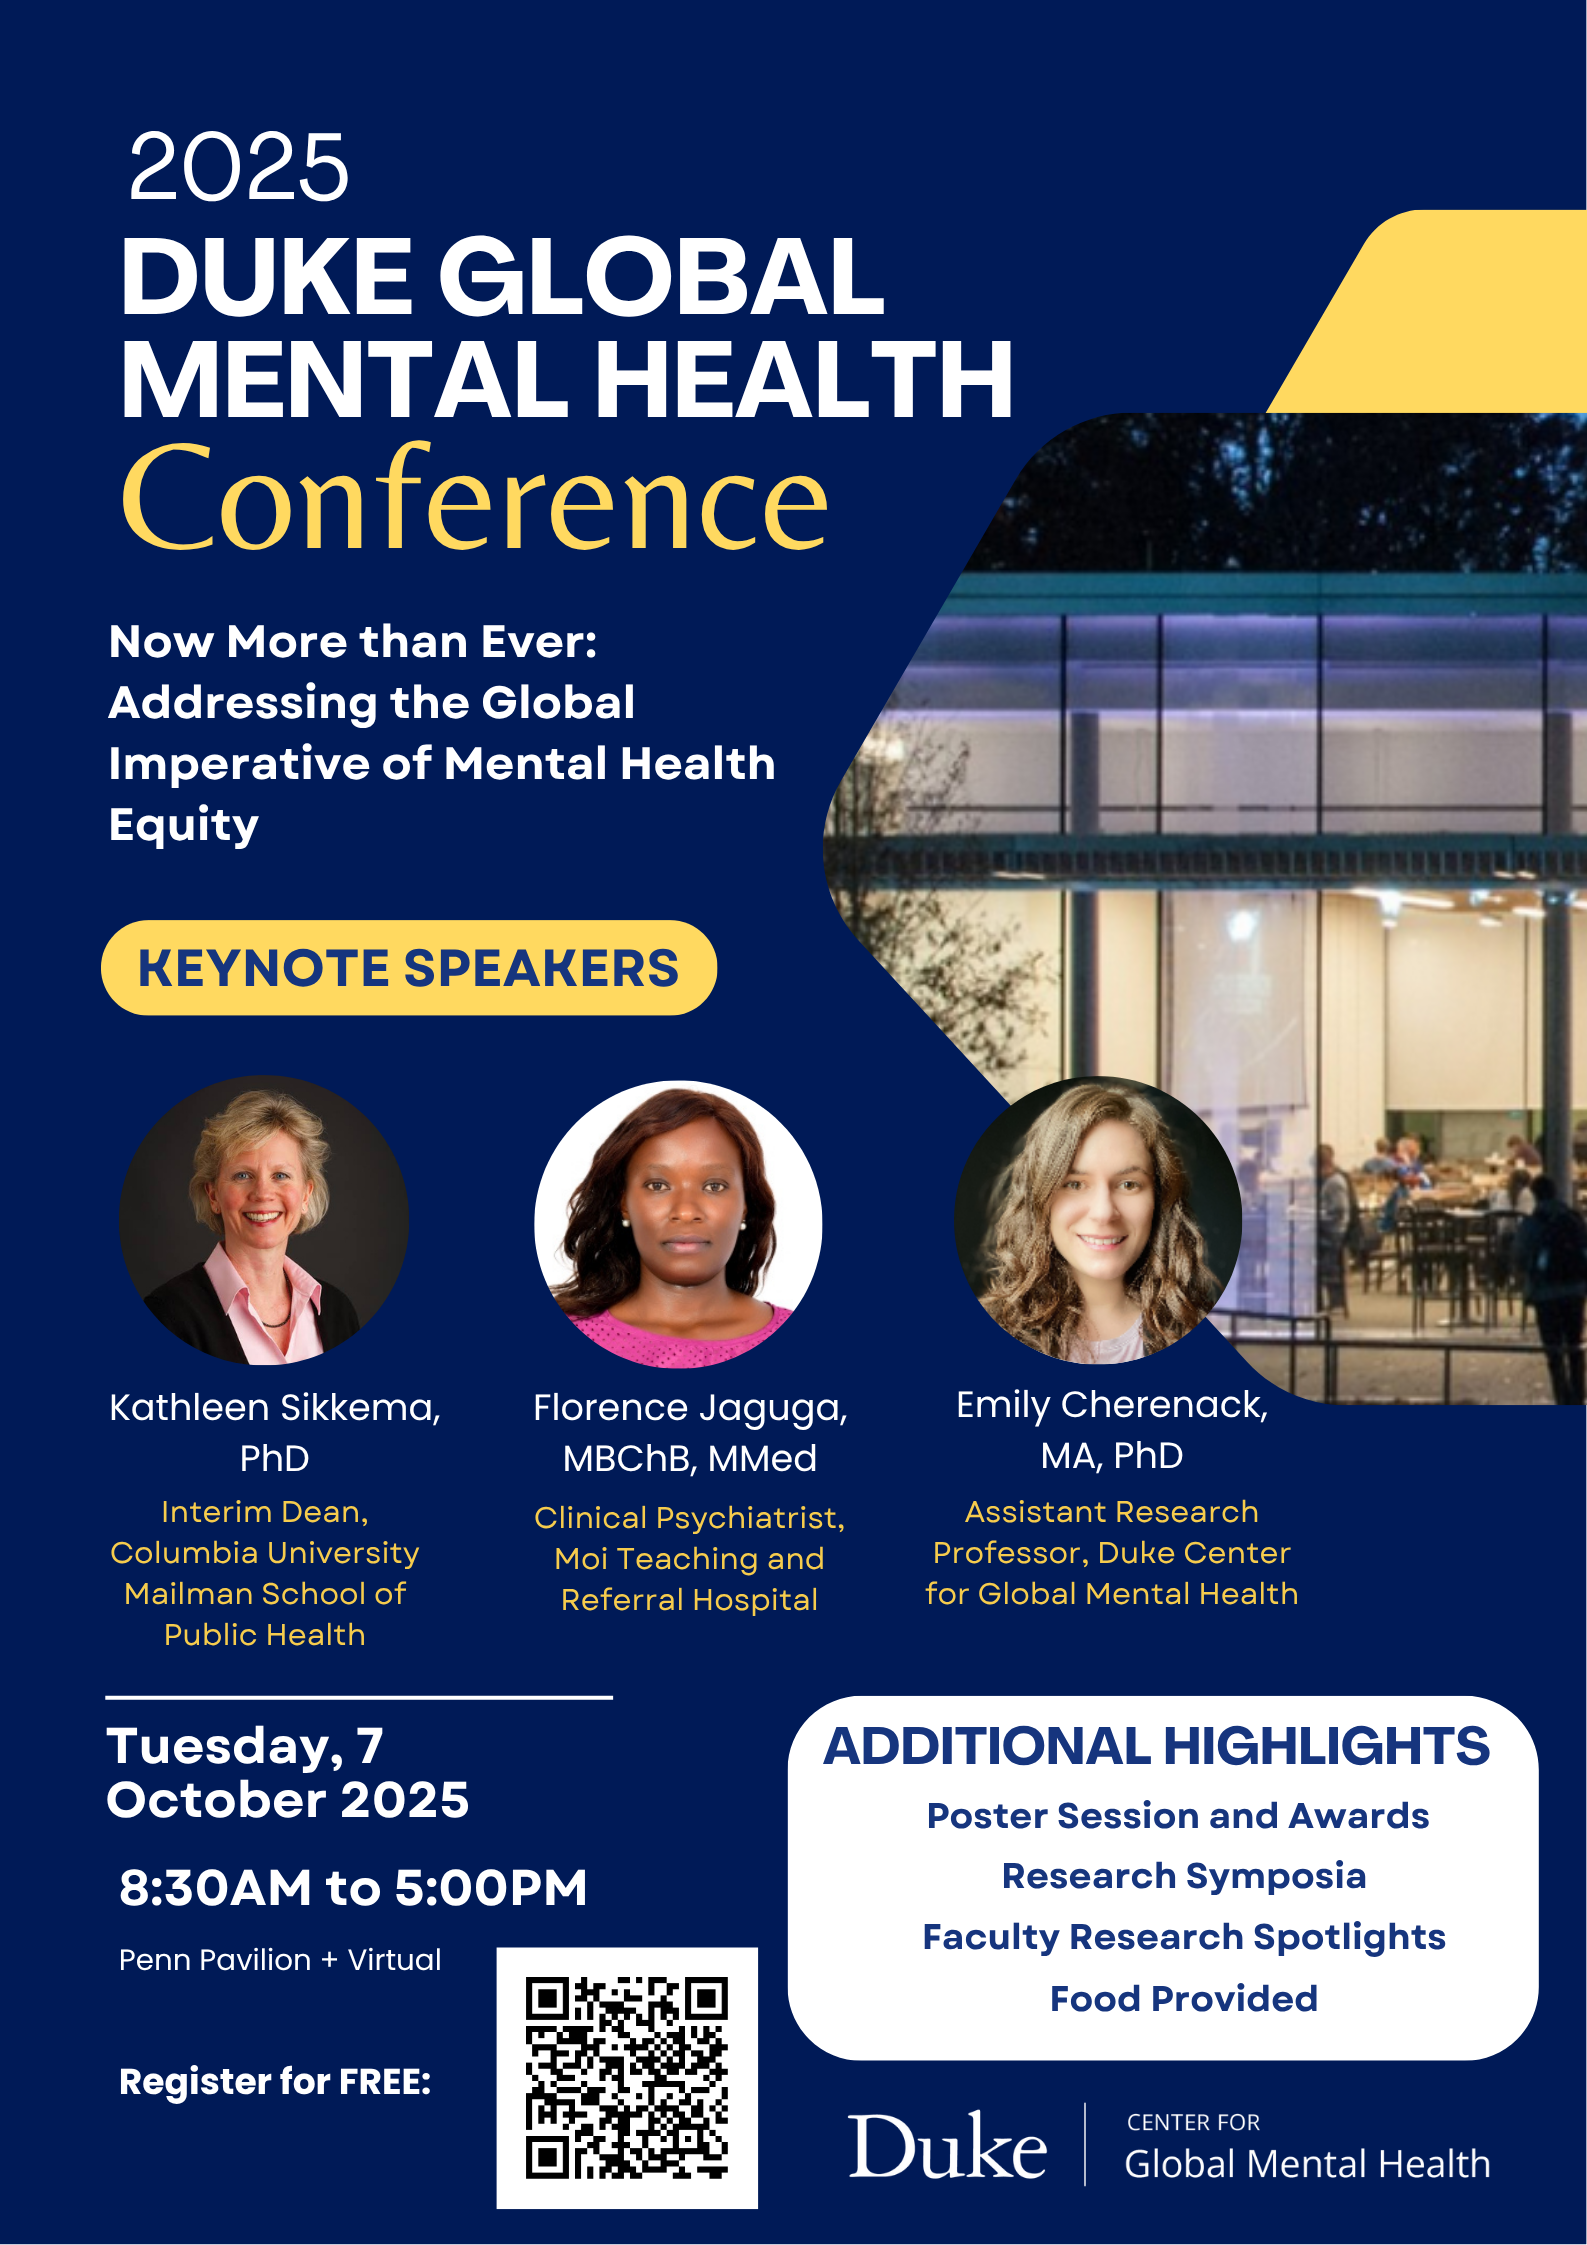 2025
DUKE GLOBAL
MENTAL HEALTH
Conference
Now More than Ever:
Addressing the Global
Imperative of Mental Health
Equity
KEYNOTE SPEAKERS
Kathleen Sikkema,
PhD
Interim Dean,
Columbia University
Mailman School of
Public Health
Florence Jaguga,
MBChB, MMed
Clinical Psychiatrist,
Moi Teaching and
Referral Hospital
Emily Cherenack,
MA, PhD
Assistant Research
Professor, Duke Center
for Global Mental Health
Tuesday, 7
October 2025
8:30AM to 5:00PM
Penn Pavilion + Virtual
Register for FREE:
ADDITIONAL HIGHLIGHTS
Poster Session and Awards
Research Symposia
Faculty Research Spotlights
Food Provided
Duke
CENTER FOR
Global Mental Health